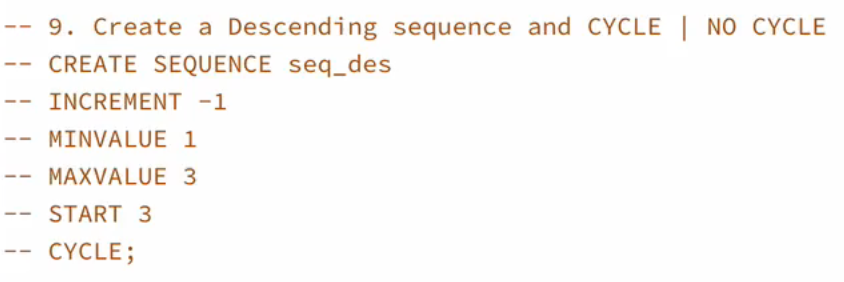 -- 9. Create a Descending sequence and CYCLE | NO CYCLE
-- CREATE SEQUENCE seq_des
-- INCREMENT -1
-- MINVALUE 1
-- MAXVALUE 3
-- START 3
-- CYCLE;